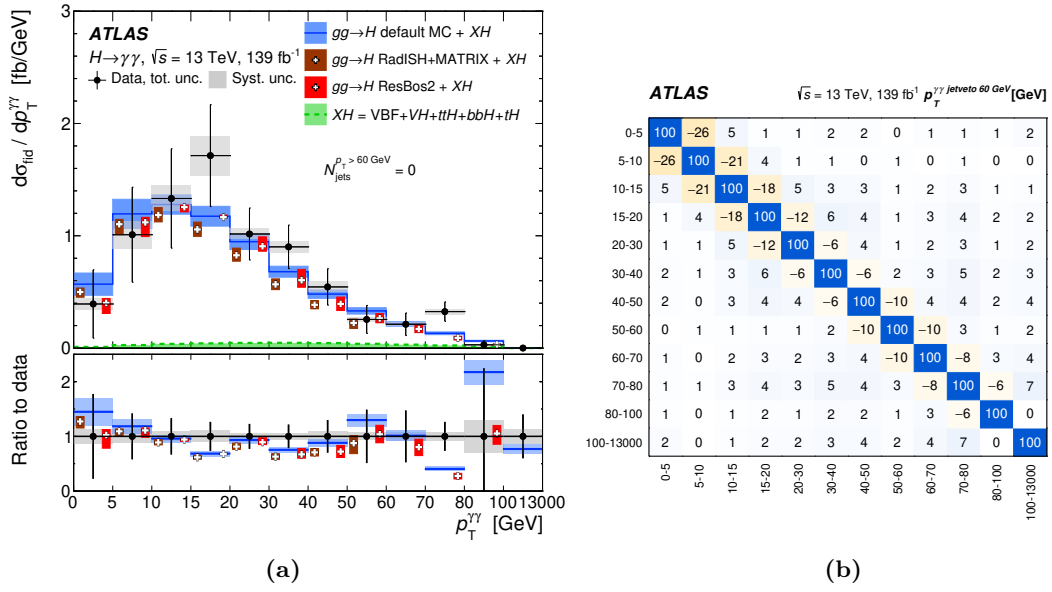 ATLAS
H→γγ, √s = 13 TeV, 139 fb⁻¹
Data, tot. unc. Syst. unc.
gg→H default MC + XH
gg→H RadISH+MATRIX + XH
gg→H ResBos2 + XH
XH = VBF+VH+ttH+bbH+tH
N_jets^{p_T > 60 GeV} = 0
dσ_fid / dp_T^{γγ} [fb/GeV]
3
2
1
0
Ratio to data
2
1
0
0 5 10 15 20 30 40 50 60 70 80 100 13000
p_T^{γγ} [GeV]
(a)
ATLAS
√s = 13 TeV, 139 fb⁻¹ p_T^{γγ jetveto 60 GeV} [GeV]
0-5 100 −26 5 1 1 2 2 0 1 1 1 2
5-10 −26 100 −21 4 1 1 0 1 0 1 0 0
10-15 5 −21 100 −18 5 3 3 1 2 3 1 1
15-20 1 4 −18 100 −12 6 4 1 3 4 2 2
20-30 1 1 5 −12 100 −6 4 1 2 3 1 2
30-40 2 1 3 6 −6 100 −6 2 3 5 2 3
40-50 2 0 3 4 4 −6 100 −10 4 4 2 4
50-60 0 1 1 1 1 2 −10 100 −10 3 1 2
60-70 1 0 2 3 2 3 4 −10 100 −8 3 4
70-80 1 1 3 4 3 5 4 3 −8 100 −6 7
80-100 1 0 1 2 1 2 2 1 3 −6 100 0
100-13000 2 0 1 2 2 3 4 2 4 7 0 100
0-5 5-10 10-15 15-20 20-30 30-40 40-50 50-60 60-70 70-80 80-100 100-13000
(b)